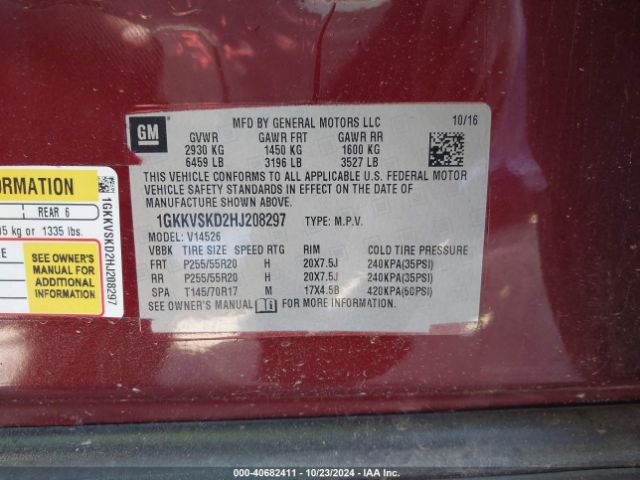 MFD BY GENERAL MOTORS LLC 10/16
GM
GVWR GAWR FRT GAWR RR
2930 KG 1450 KG 1600 KG
6459 LB 3196 LB 3527 LB
THIS VEHICLE CONFORMS TO ALL APPLICABLE U.S. FEDERAL MOTOR
VEHICLE SAFETY STANDARDS IN EFFECT ON THE DATE OF
MANUFACTURE SHOWN ABOVE.
1GKKVSKD2HJ208297 TYPE: M.P.V.
MODEL: V14526
VBBK TIRE SIZE SPEED RTG RIM COLD TIRE PRESSURE
FRT P255/55R20 H 20X7.5J 240KPA(35PSI)
RR P255/55R20 H 20X7.5J 240KPA(35PSI)
SPA T145/70R17 M 17X4.5B 420KPA(60PSI)
SEE OWNER'S MANUAL FOR MORE INFORMATION.
ORMATION
REAR 6
5 kg or 1335 lbs.
SEE OWNER'S
MANUAL FOR
ADDITIONAL
INFORMATION
1GKKVSKD2HJ208297
000-40682411 - 10/23/2024 - IAA Inc.